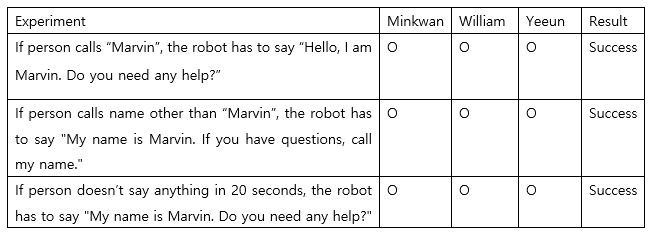 Experiment Minkwan William Yeeun Result
If person calls “Marvin”, the robot has to say “Hello, I am O O O Success
Marvin. Do you need any help?”
If person calls name other than “Marvin”, the robot has O O O Success
to say "My name is Marvin. If you have questions, call
my name."
If person doesn’t say anything in 20 seconds, the robot O O O Success
has to say "My name is Marvin. Do you need any help?"